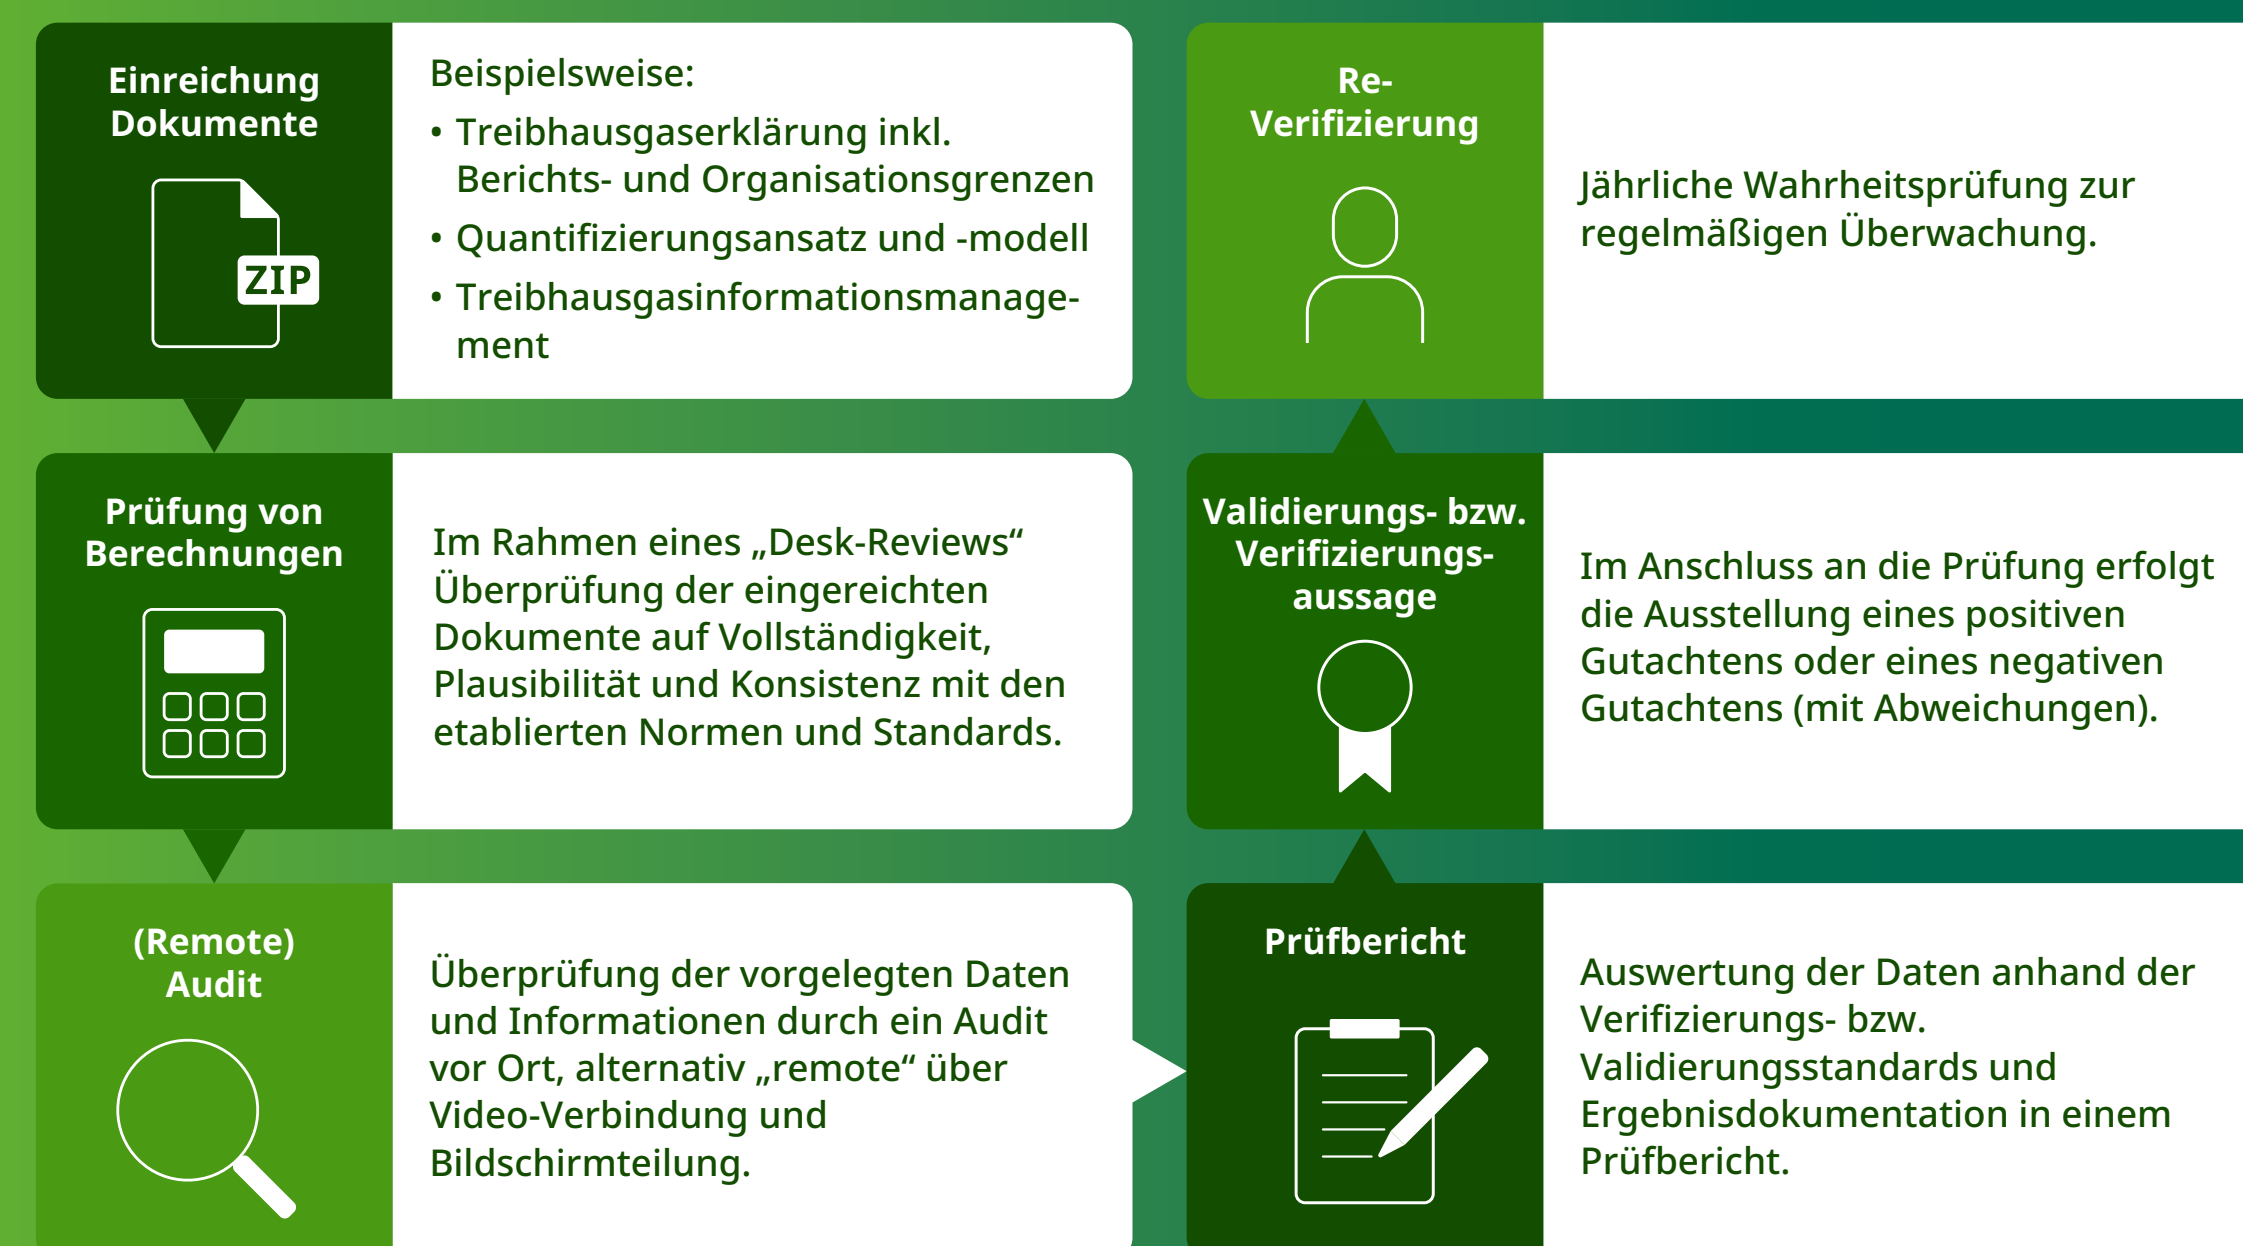 Einreichung
Dokumente
ZIP
Beispielsweise:
• Treibhausgaserklärung inkl.
Berichts- und Organisationsgrenzen
• Quantifizierungsansatz und -modell
• Treibhausgasinformationsmanage-
ment
Prüfung von
Berechnungen
Im Rahmen eines „Desk-Reviews“
Überprüfung der eingereichten
Dokumente auf Vollständigkeit,
Plausibilität und Konsistenz mit den
etablierten Normen und Standards.
(Remote)
Audit
Überprüfung der vorgelegten Daten
und Informationen durch ein Audit
vor Ort, alternativ „remote“ über
Video-Verbindung und
Bildschirmteilung.
Prüfbericht
Auswertung der Daten anhand der
Verifizierungs- bzw.
Validierungsstandards und
Ergebnisdokumentation in einem
Prüfbericht.
Validierungs- bzw.
Verifizierungs-
aussage
Im Anschluss an die Prüfung erfolgt
die Ausstellung eines positiven
Gutachtens oder eines negativen
Gutachtens (mit Abweichungen).
Re-
Verifizierung
Jährliche Wahrheitsprüfung zur
regelmäßigen Überwachung.